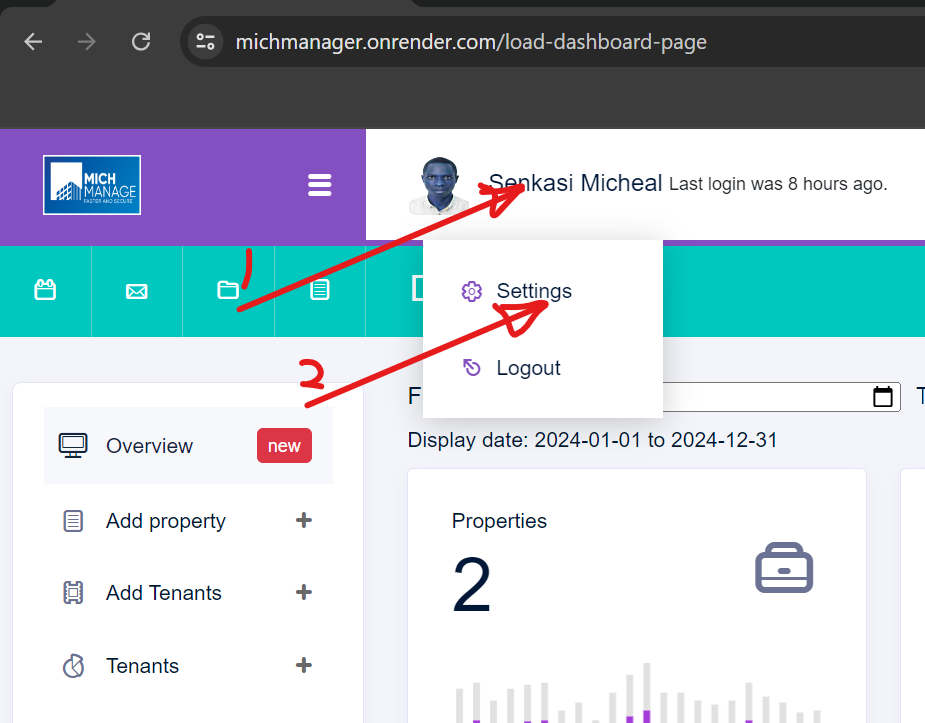 michmanager.onrender.com/load-dashboard-page
MICH
MANAGE
FASTER AND SECURE
Senkasi Micheal Last login was 8 hours ago.
1
Settings
2
Logout
F
T
Display date: 2024-01-01 to 2024-12-31
Overview new
Add property +
Add Tenants +
Tenants +
Properties
2